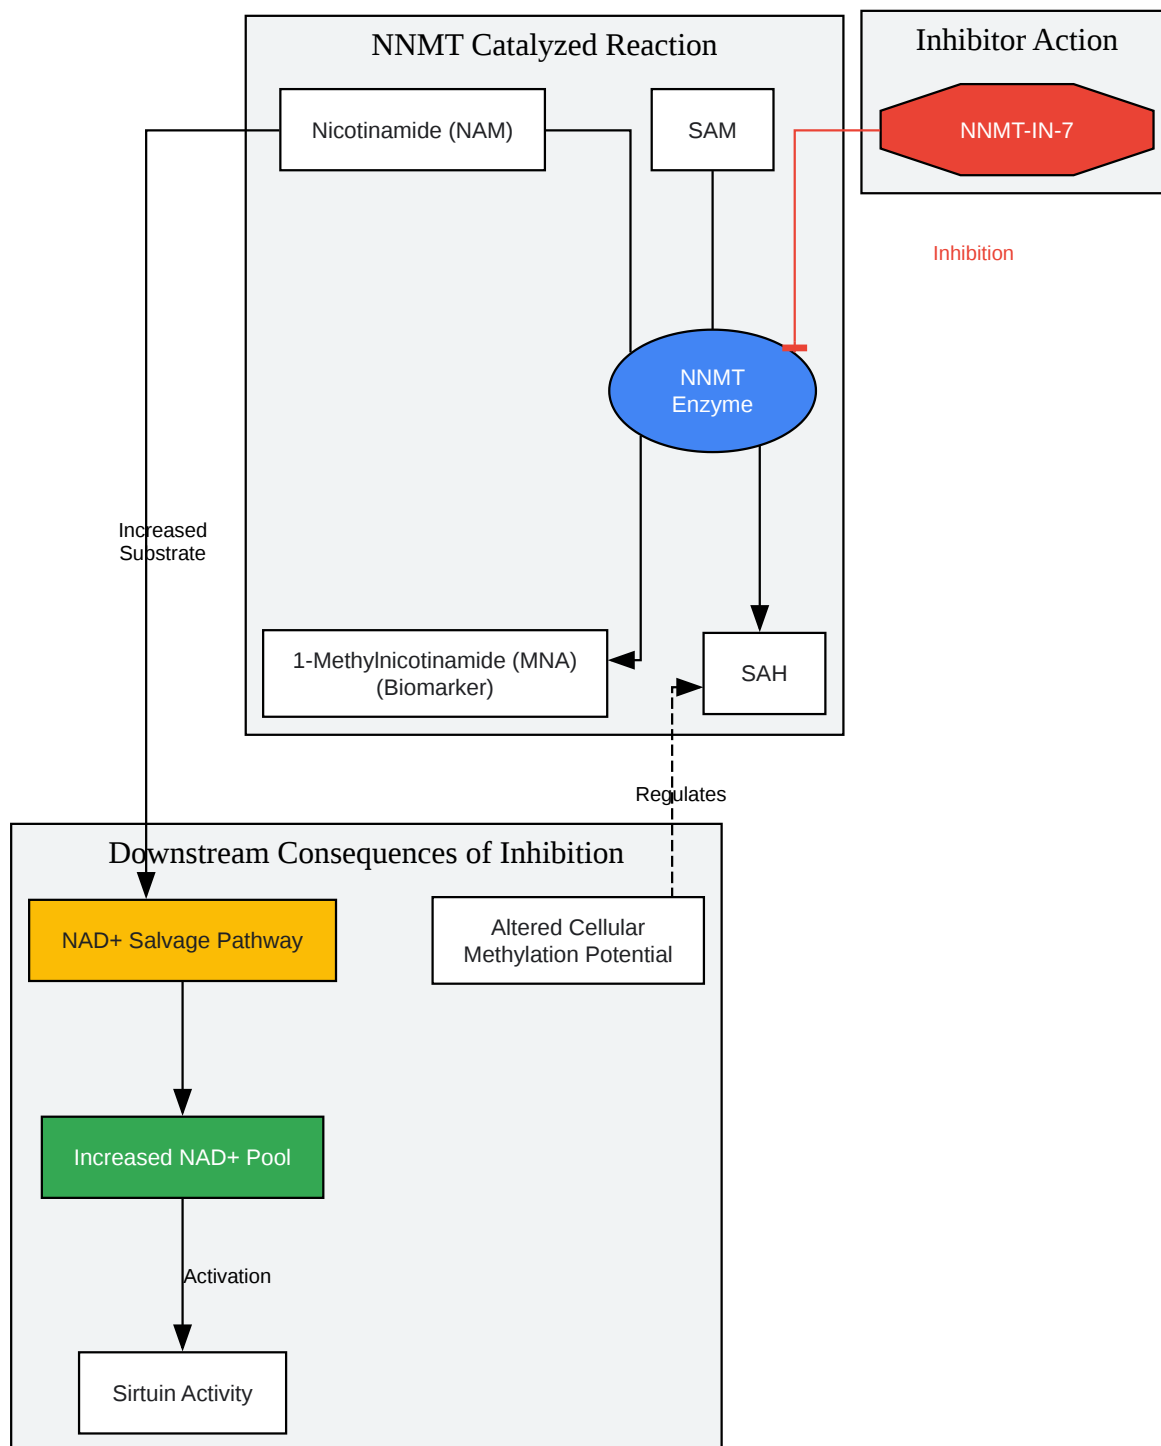 NNMT Catalyzed Reaction
Inhibitor Action
Nicotinamide (NAM)
SAM
NNMT-IN-7
Inhibition
NNMT
Enzyme
Increased
Substrate
1-Methylnicotinamide (MNA)
(Biomarker)
SAH
Regulates
Downstream Consequences of Inhibition
NAD+ Salvage Pathway
Altered Cellular
Methylation Potential
Increased NAD+ Pool
Activation
Sirtuin Activity